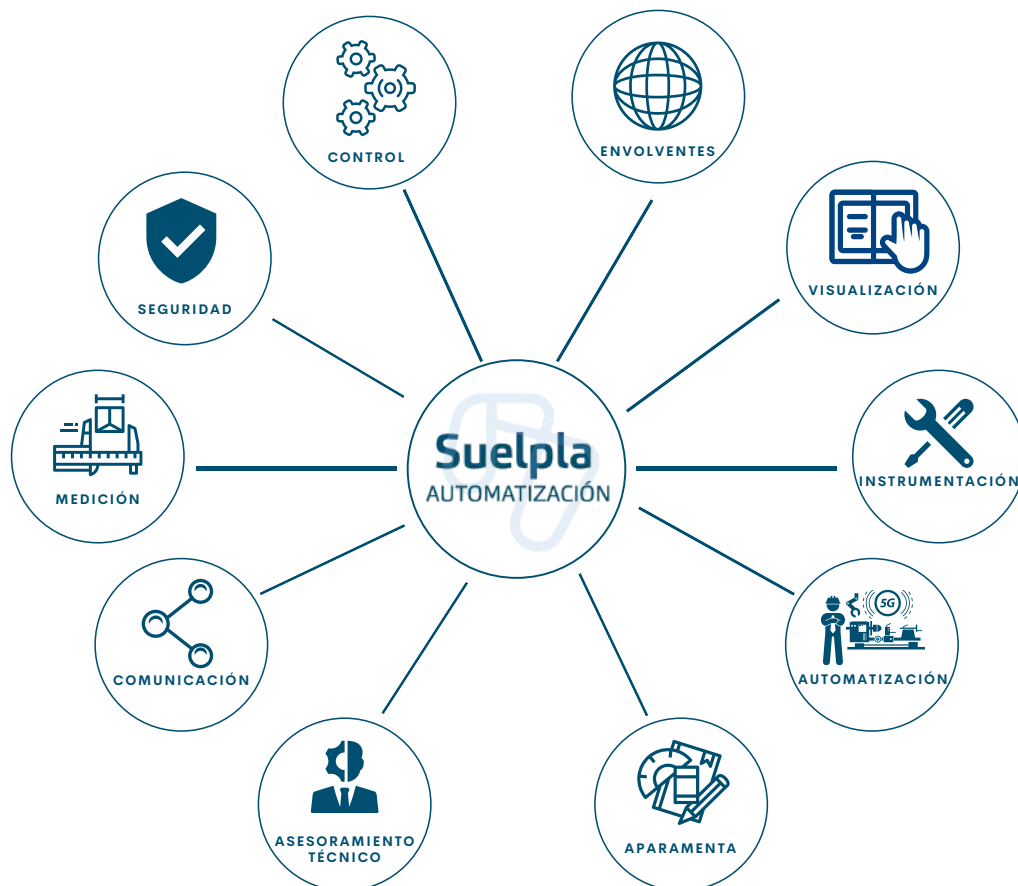 CONTROL
ENVOLVENTES
VISUALIZACIÓN
SEGURIDAD
Suelpla
AUTOMATIZACIÓN
INSTRUMENTACIÓN
MEDICIÓN
5G
AUTOMATIZACIÓN
COMUNICACIÓN
ASESORAMIENTO
TÉCNICO
APARAMENTA